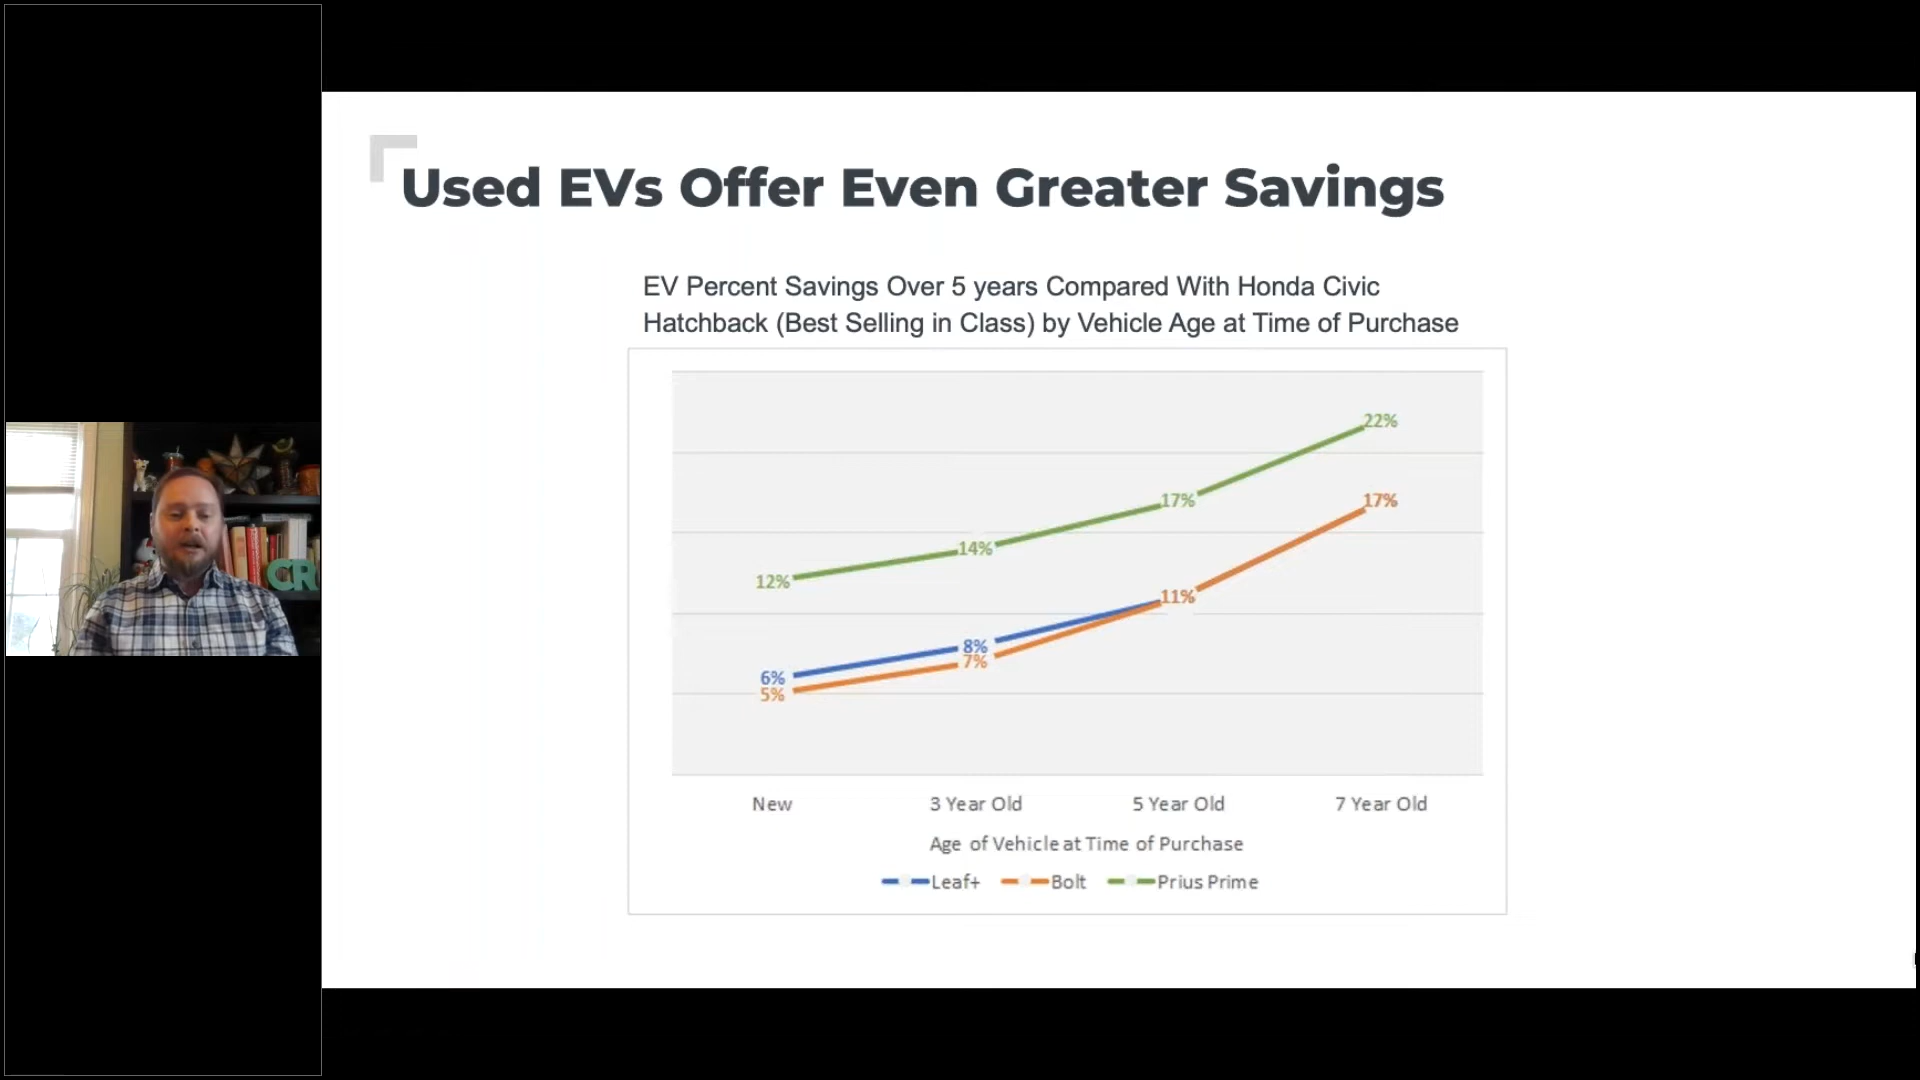 Used EVs Offer Even Greater Savings
EV Percent Savings Over 5 years Compared With Honda Civic
Hatchback (Best Selling in Class) by Vehicle Age at Time of Purchase
22%
17%
17%
14%
12%
11%
8%
7%
6%
5%
New 3 Year Old 5 Year Old 7 Year Old
Age of Vehicle at Time of Purchase
Leaf+ Bolt Prius Prime
CR